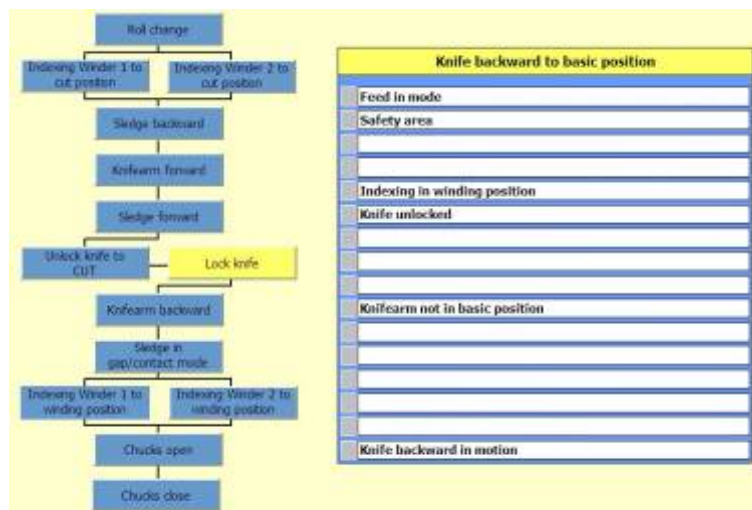 Roll change
Indexing Winder 1 to
cut position
Indexing Winder 2 to
cut position
Sledge backward
Knifearm forward
Sledge forward
Unlock knife to
CUT
Lock knife
Knifearm backward
Sledge in
gap/contact mode
Indexing Winder 1 to
winding position
Indexing Winder 2 to
winding position
Chucks open
Chucks close
Knife backward to basic position
Feed in mode
Safety area
Indexing in winding position
Knife unlocked
Knifearm not in basic position
Knife backward in motion